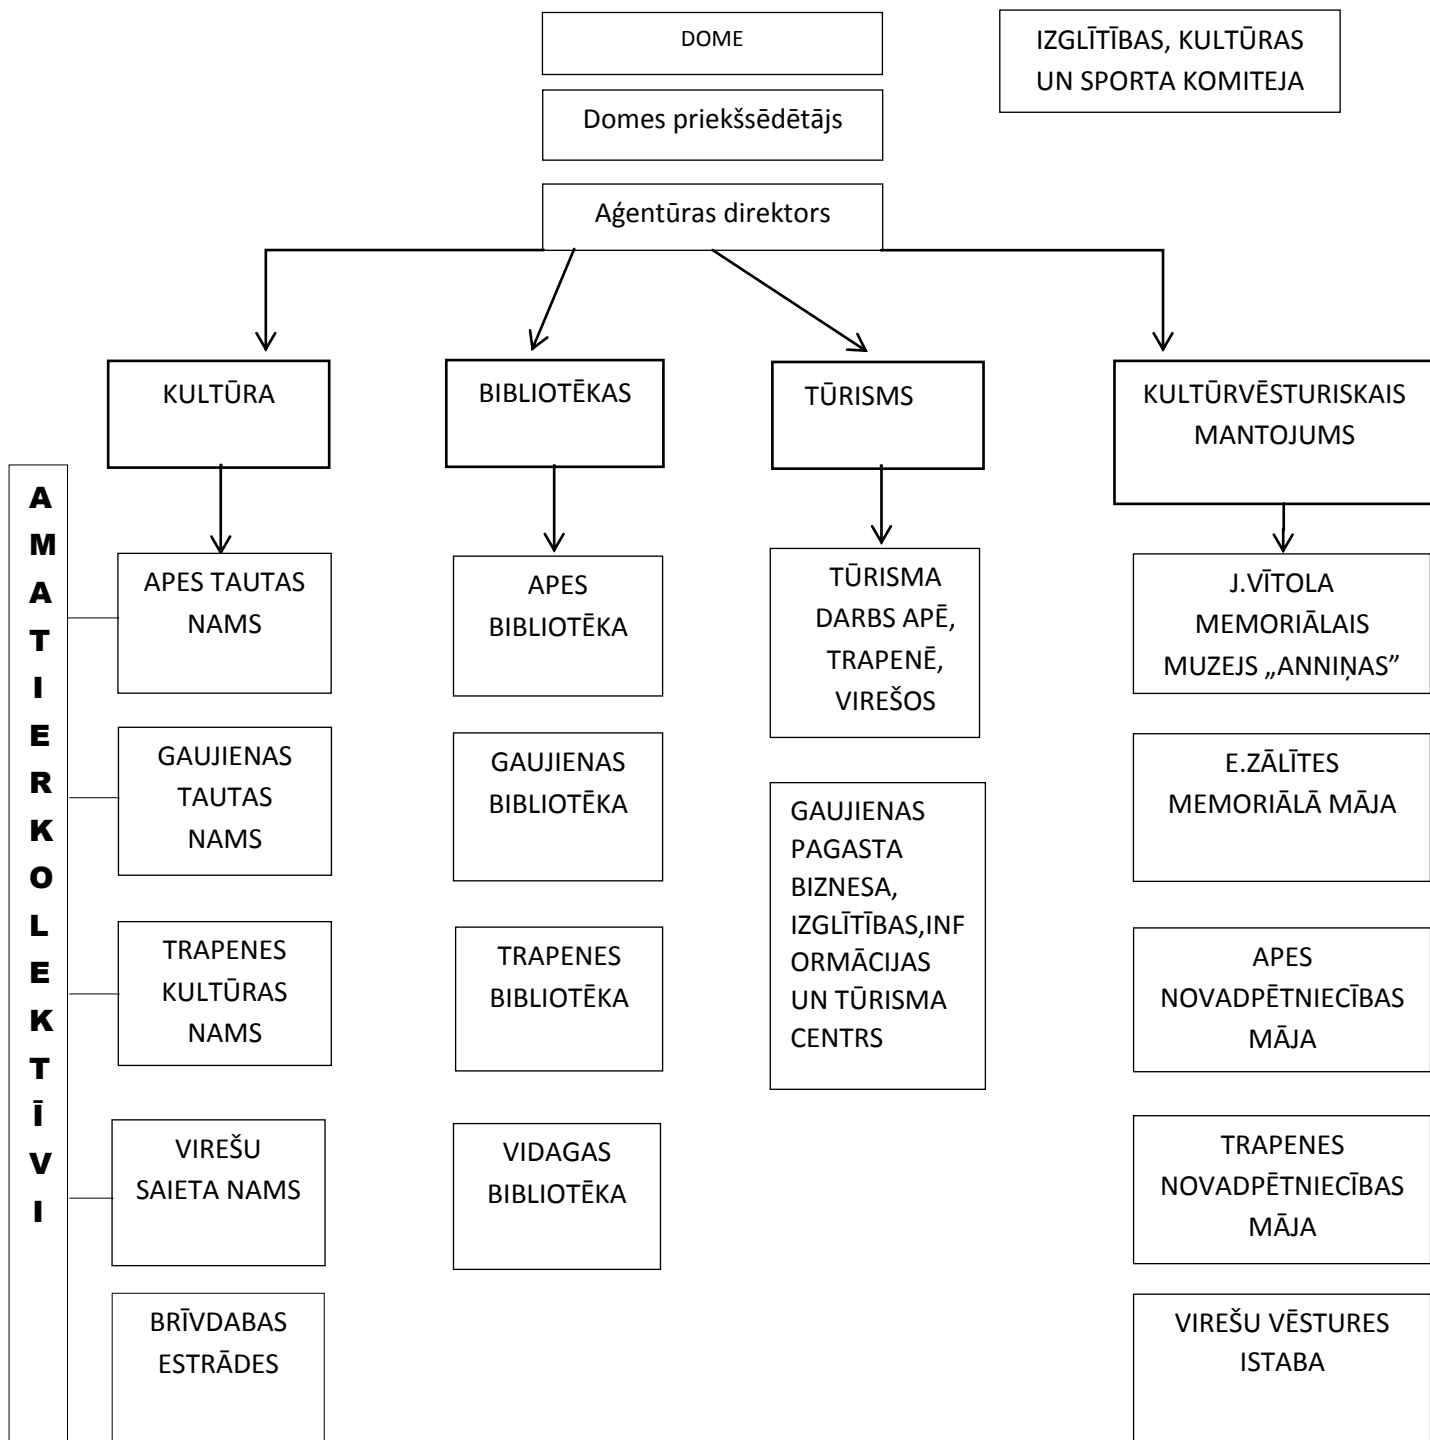 DOME
IZGLĪTĪBAS, KULTŪRAS
UN SPORTA KOMITEJA
Domes priekšsēdētājs
Aģentūras direktors
KULTŪRA
BIBLIOTĒKAS
TŪRISMS
KULTŪRVĒSTURISKAIS
MANTOJUMS
A
M
A
T
I
E
R
K
O
L
E
K
T
Ī
V
I
APES TAUTAS
NAMS
GAUJIENAS
TAUTAS
NAMS
TRAPENES
KULTŪRAS
NAMS
VIREŠU
SAIETA NAMS
BRĪVDABAS
ESTRĀDES
APES
BIBLIOTĒKA
GAUJIENAS
BIBLIOTĒKA
TRAPENES
BIBLIOTĒKA
VIDAGAS
BIBLIOTĒKA
TŪRISMA
DARBS APĒ,
TRAPENĒ,
VIREŠOS
GAUJIENAS
PAGASTA
BIZNESA,
IZGLĪTĪBAS,INF
ORMĀCIJAS
UN TŪRISMA
CENTRS
J.VĪTOLA
MEMORIĀLAIS
MUZEJS „ANNIŅAS”
E.ZĀLĪTES
MEMORIĀLĀ MĀJA
APES
NOVADPĒTNIECĪBAS
MĀJA
TRAPENES
NOVADPĒTNIECĪBAS
MĀJA
VIREŠU VĒSTURES
ISTABA